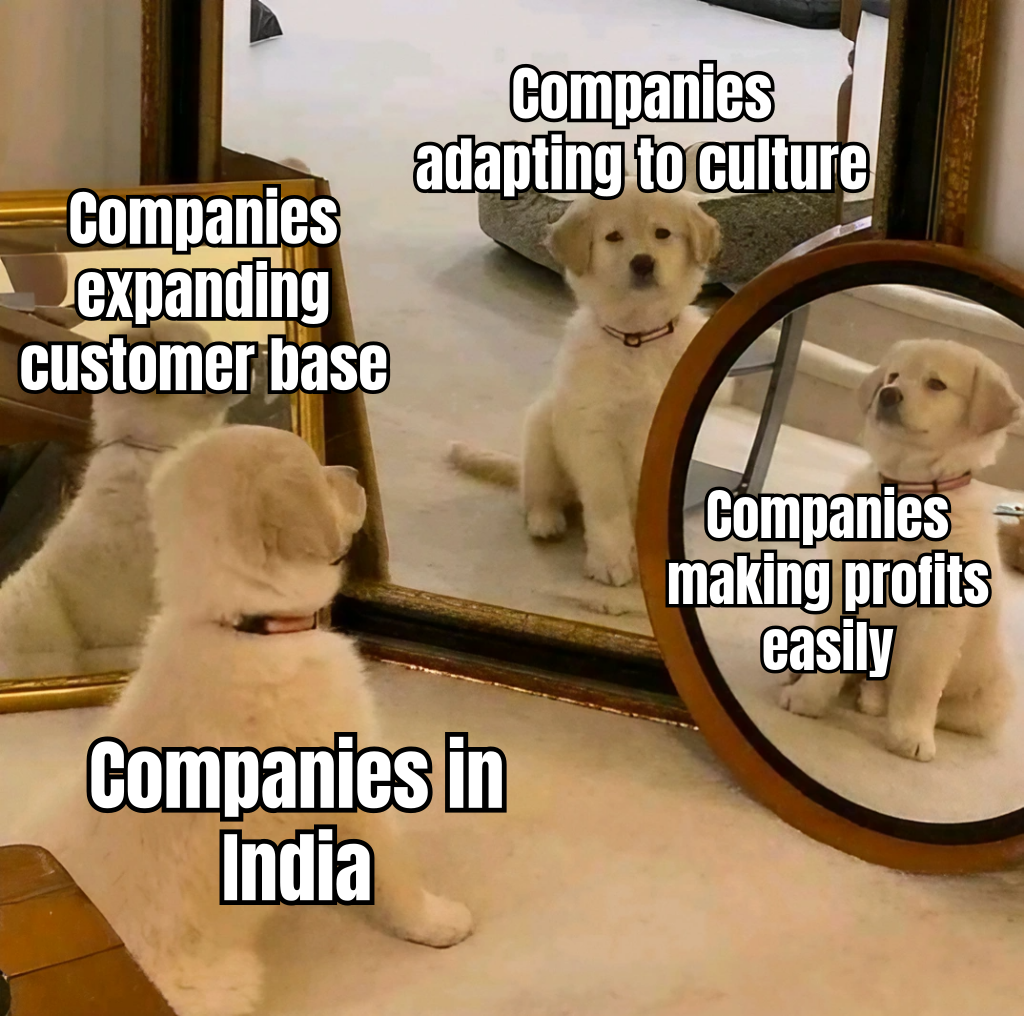 Companies
adapting to culture
Companies
expanding
customer base
Companies
making profits
easily
Companies in
India